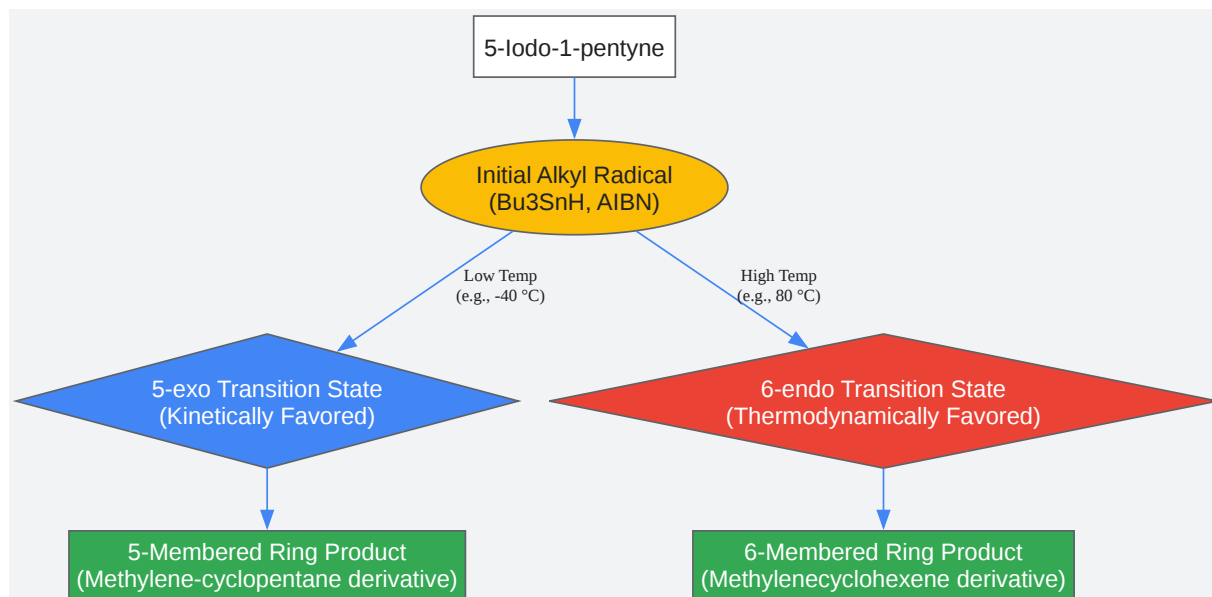 5-Iodo-1-pentyne
Initial Alkyl Radical
(Bu3SnH, AIBN)
Low Temp
(e.g., -40 °C)
High Temp
(e.g., 80 °C)
5-exo Transition State
(Kinetically Favored)
6-endo Transition State
(Thermodynamically Favored)
5-Membered Ring Product
(Methylene-cyclopentane derivative)
6-Membered Ring Product
(Methylenecyclohexene derivative)